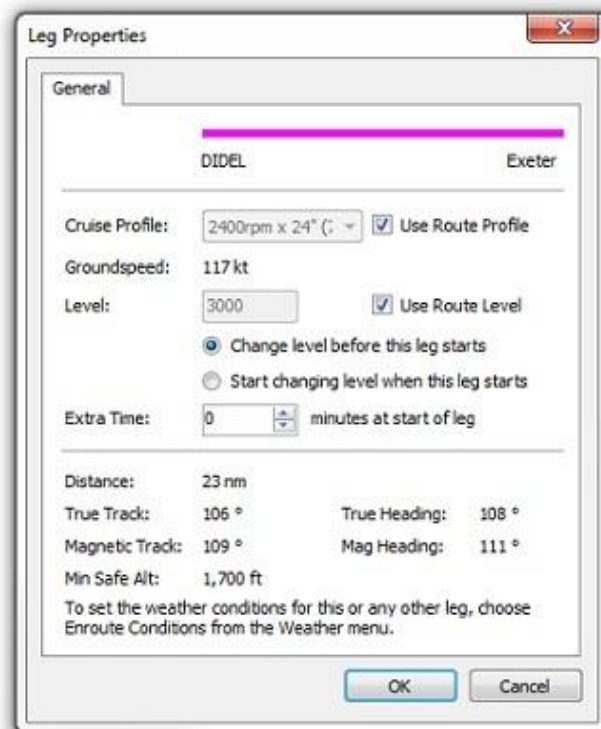 Leg Properties
General
DIDEL Exeter
Cruise Profile: 2400rpm x 24" (: Use Route Profile
Groundspeed: 117 kt
Level: 3000 Use Route Level
Change level before this leg starts
Start changing level when this leg starts
Extra Time: 0 minutes at start of leg
Distance: 23 nm
True Track: 106 ° True Heading: 108 °
Magnetic Track: 109 ° Mag Heading: 111 °
Min Safe Alt: 1,700 ft
To set the weather conditions for this or any other leg, choose
Enroute Conditions from the Weather menu.
OK Cancel